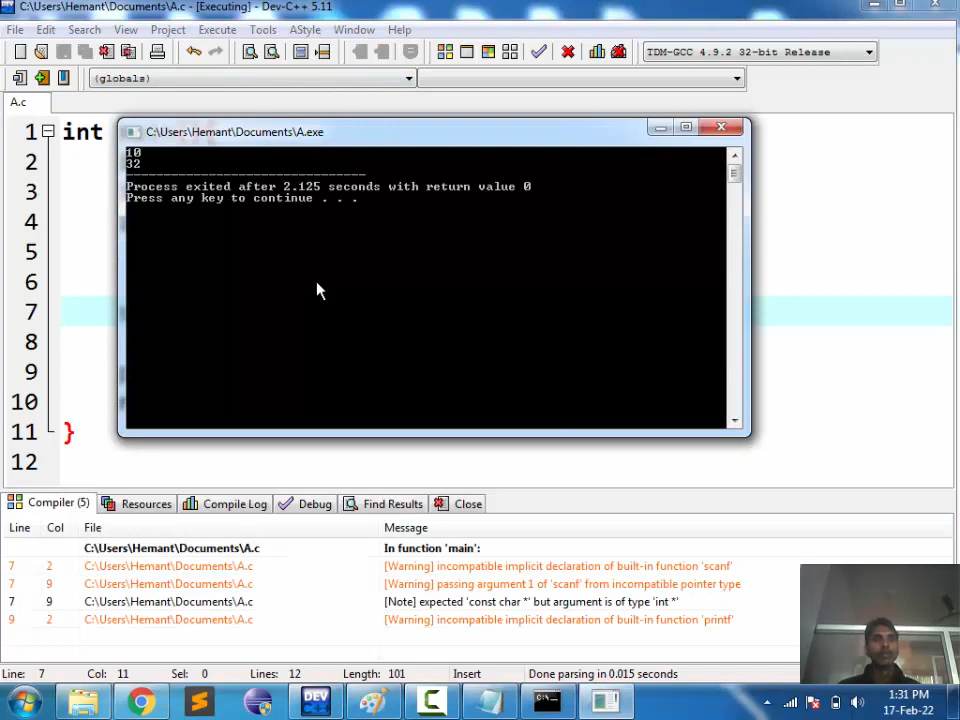 C:\Users\Hemant\Documents\A.c - [Executing] - Dev-C++ 5.11
File Edit Search View Project Execute Tools AStyle Window Help
TDM-GCC 4.9.2 32-bit Release
(globals)
A.c
1 int
2
3
4
5
6
7
8
9
10
11 }
12
C:\Users\Hemant\Documents\A.exe
10
32
--------------------------------
Process exited after 2.125 seconds with return value 0
Press any key to continue . . .
Compiler (5) Resources Compile Log Debug Find Results Close
Line Col File Message
C:\Users\Hemant\Documents\A.c In function 'main':
7 2 C:\Users\Hemant\Documents\A.c [Warning] incompatible implicit declaration of built-in function 'scanf'
7 9 C:\Users\Hemant\Documents\A.c [Warning] passing argument 1 of 'scanf' from incompatible pointer type
7 9 C:\Users\Hemant\Documents\A.c [Note] expected 'const char *' but argument is of type 'int *'
9 2 C:\Users\Hemant\Documents\A.c [Warning] incompatible implicit declaration of built-in function 'printf'
Line: 7 Col: 11 Sel: 0 Lines: 12 Length: 101 Insert Done parsing in 0.015 seconds
DEV
C:\.
1:31 PM
17-Feb-22